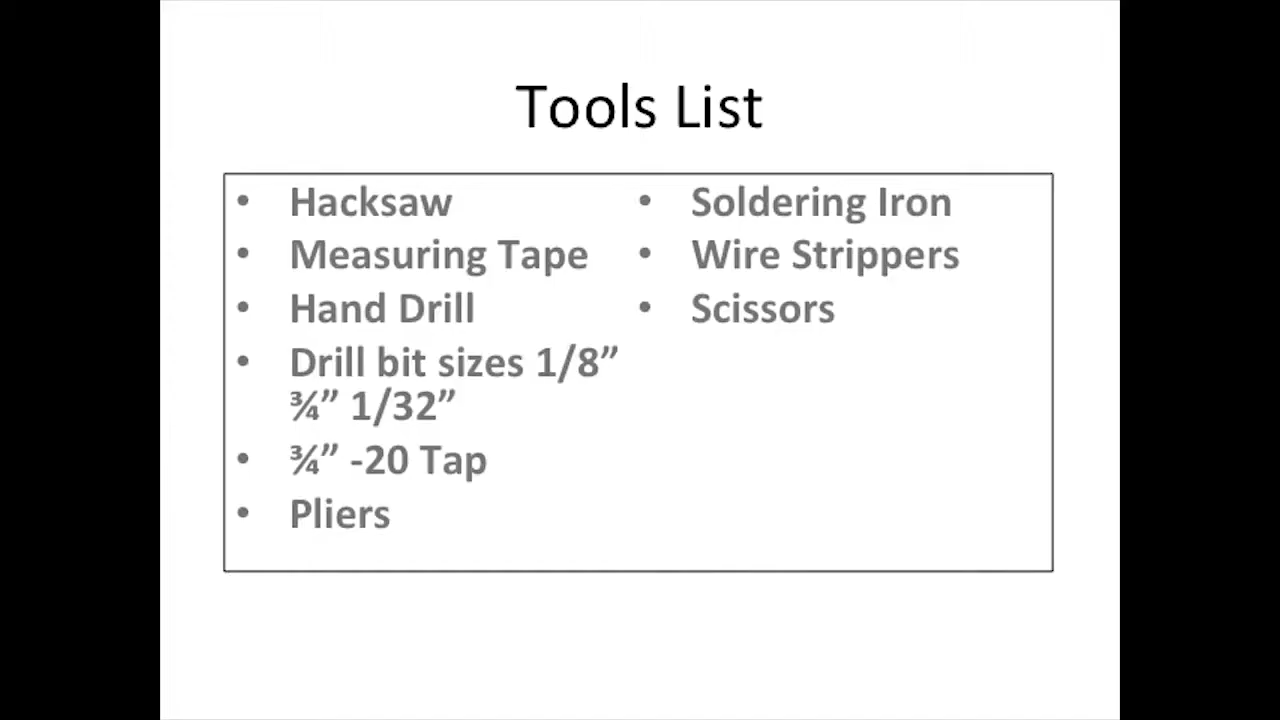 Tools List
• Hacksaw
• Measuring Tape
• Hand Drill
• Drill bit sizes 1/8”
¾” 1/32”
• ¾” -20 Tap
• Pliers
• Soldering Iron
• Wire Strippers
• Scissors